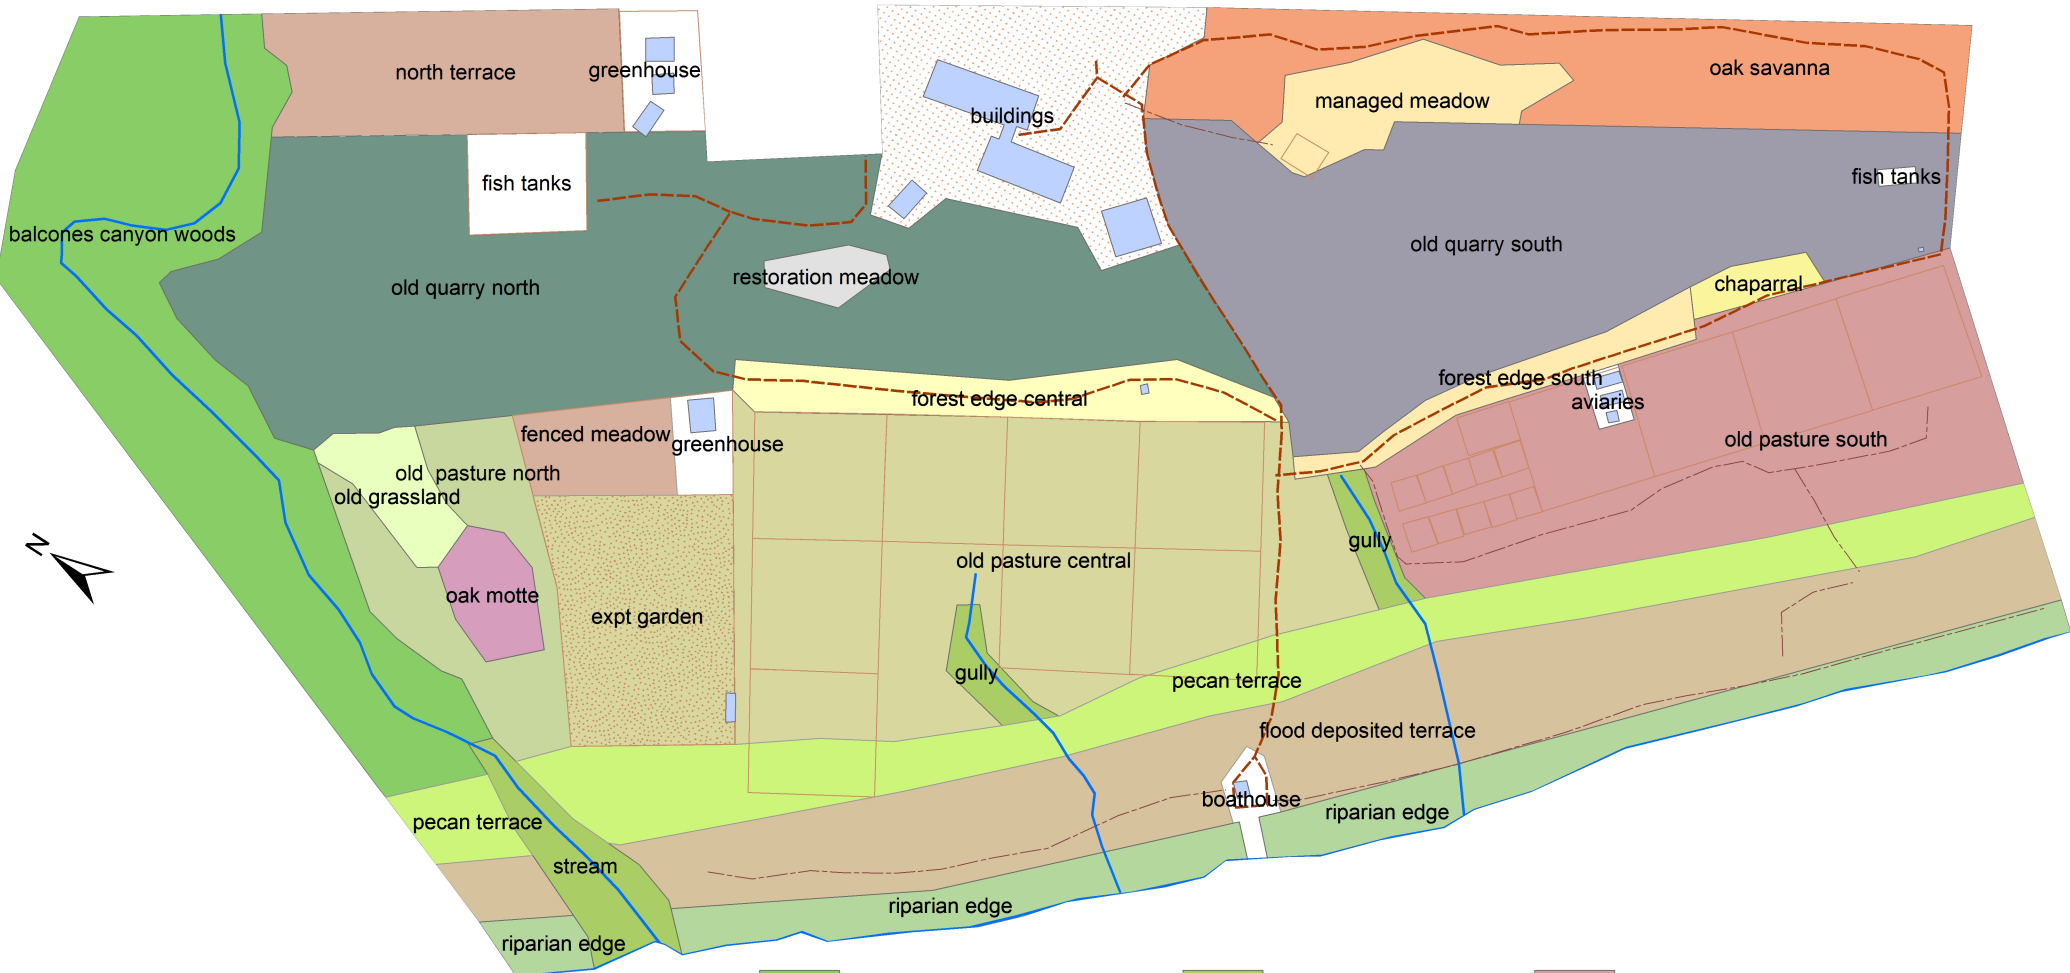 north terrace
greenhouse
buildings
oak savanna
managed meadow
fish tanks
fish tanks
balcones canyon woods
old quarry south
old quarry north
restoration meadow
chaparral
forest edge south
forest edge central
aviaries
fenced meadow
greenhouse
old pasture south
old pasture north
old grassland
N
gully
old pasture central
oak motte
expt garden
gully
pecan terrace
flood deposited terrace
boathouse
riparian edge
pecan terrace
stream
riparian edge
riparian edge